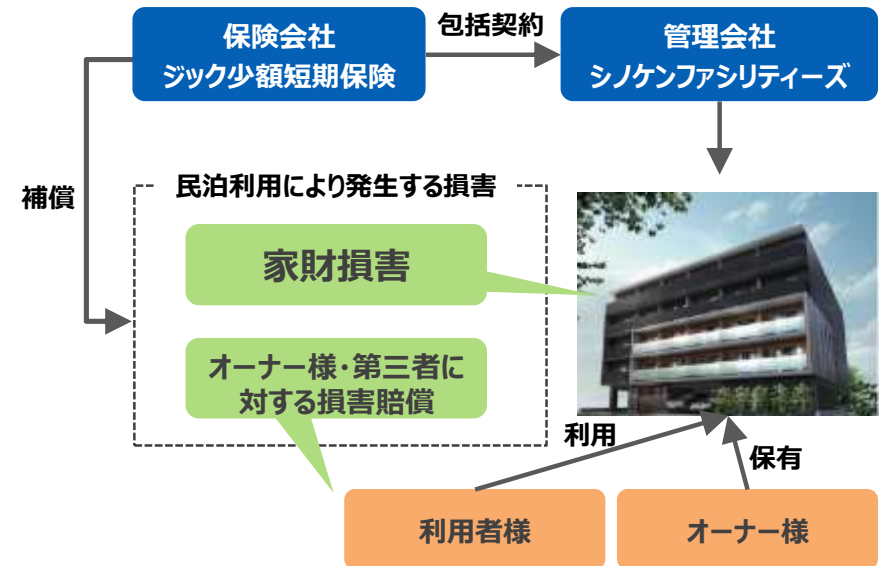 保険会社
ジック少額短期保険
包括契約
管理会社
シノケンファシリティーズ
補償
民泊利用により発生する損害
家財損害
オーナー様・第三者に
対する損害賠償
利用
保有
利用者様
オーナー様